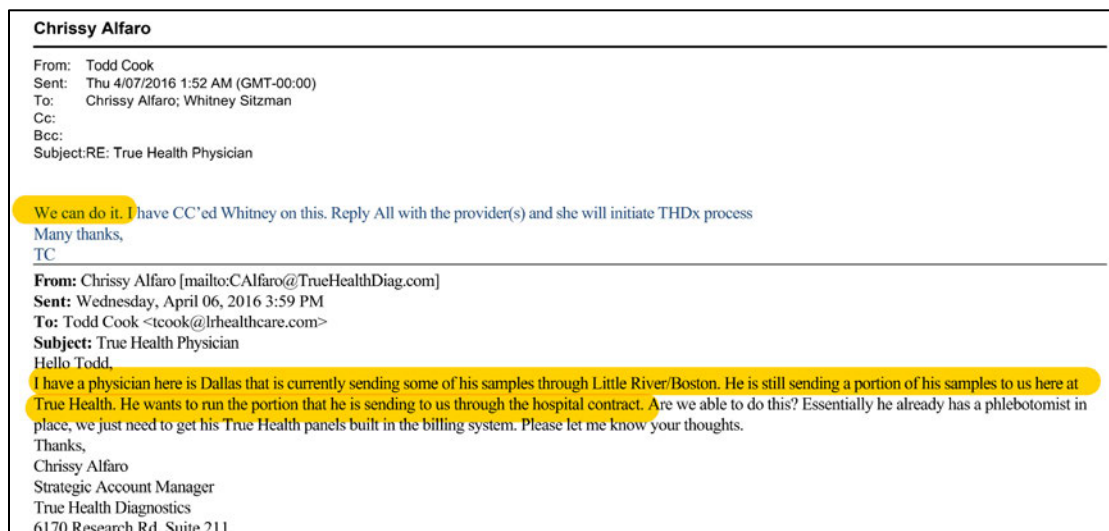 Chrissy Alfaro
From: Todd Cook
Sent: Thu 4/07/2016 1:52 AM (GMT-00:00)
To: Chrissy Alfaro; Whitney Sitzman
Cc:
Bcc:
Subject:RE: True Health Physician
We can do it. I have CC'ed Whitney on this. Reply All with the provider(s) and she will initiate THDx process
Many thanks,
TC
From: Chrissy Alfaro [mailto:CAlfaro@TrueHealthDiag.com]
Sent: Wednesday, April 06, 2016 3:59 PM
To: Todd Cook <tcook@lrhealthcare.com>
Subject: True Health Physician
Hello Todd,
I have a physician here is Dallas that is currently sending some of his samples through Little River/Boston. He is still sending a portion of his samples to us here at
True Health. He wants to run the portion that he is sending to us through the hospital contract. Are we able to do this? Essentially he already has a phlebotomist in
place, we just need to get his True Health panels built in the billing system. Please let me know your thoughts.
Thanks,
Chrissy Alfaro
Strategic Account Manager
True Health Diagnostics
6170 Research Rd. Suite 211